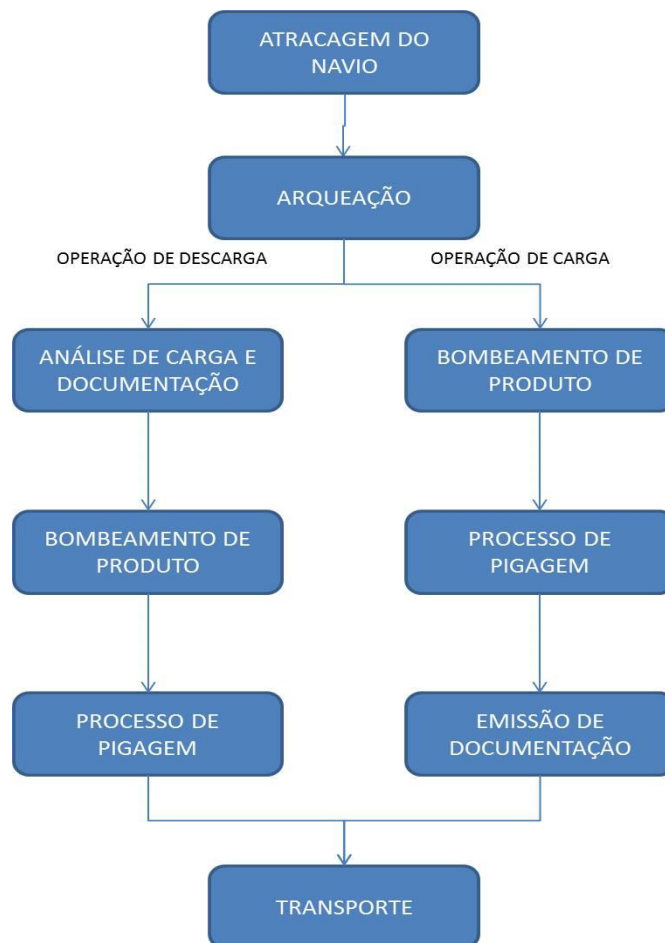 ATRACAGEM DO
NAVIO
ARQUEAÇÃO
OPERAÇÃO DE DESCARGA
OPERAÇÃO DE CARGA
ANÁLISE DE CARGA E
DOCUMENTAÇÃO
BOMBEAMENTO DE
PRODUTO
BOMBEAMENTO DE
PRODUTO
PROCESSO DE
PIGAGEM
PROCESSO DE
PIGAGEM
EMISSÃO DE
DOCUMENTAÇÃO
TRANSPORTE